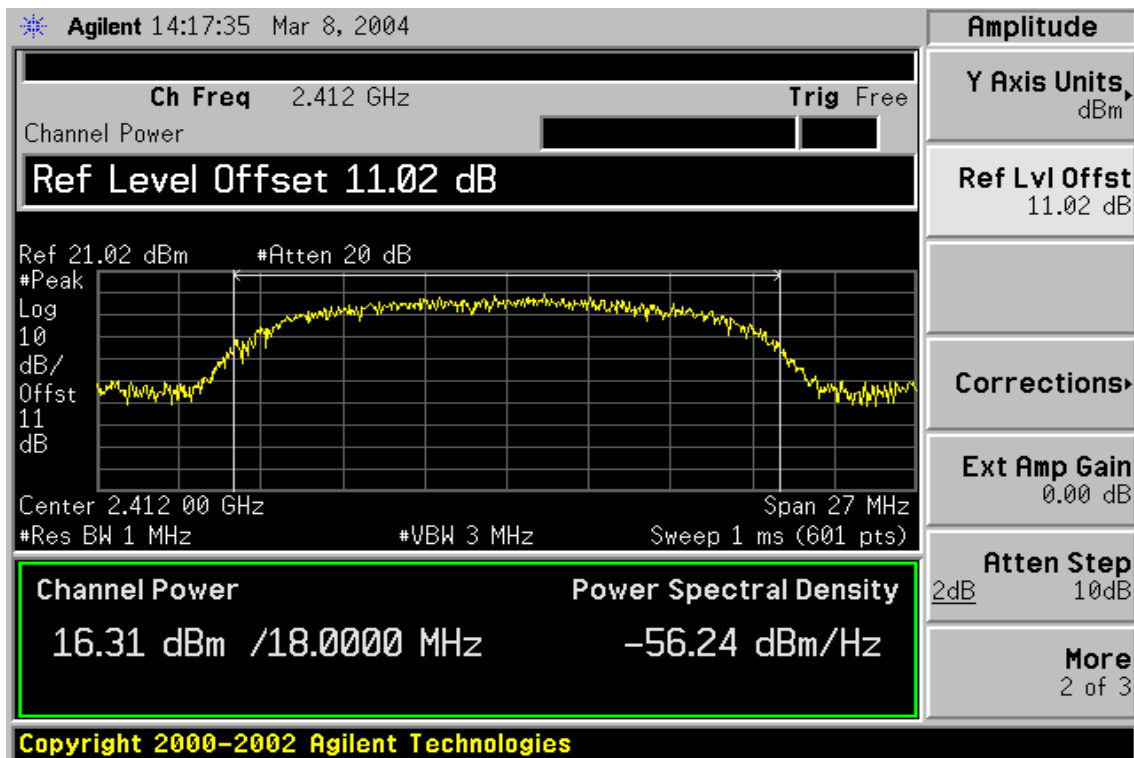 Agilent 14:17:35 Mar 8, 2004
Amplitude
Ch Freq 2.412 GHz Trig Free
Channel Power
Ref Level Offset 11.02 dB
Ref 21.02 dBm #Atten 20 dB
#Peak
Log
10
dB/
Offst
11
dB
Center 2.412 00 GHz Span 27 MHz
#Res BW 1 MHz #VBW 3 MHz Sweep 1 ms (601 pts)
Channel Power Power Spectral Density
16.31 dBm /18.0000 MHz -56.24 dBm/Hz
Y Axis Units
dBm
Ref Lvl Offst
11.02 dB
Corrections
Ext Amp Gain
0.00 dB
Atten Step
2dB 10dB
More
2 of 3
Copyright 2000-2002 Agilent Technologies